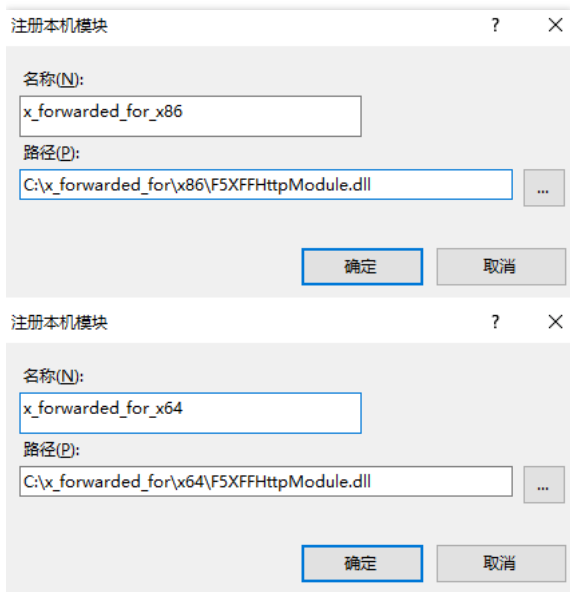 注册本机模块
?
名称(N):
x_forwarded_for_x86
路径(P):
C:\x_forwarded_for\x86\F5XFFHttpModule.dll
...
确定
取消
注册本机模块
?
名称(N):
x_forwarded_for_x64
路径(P):
C:\x_forwarded_for\x64\F5XFFHttpModule.dll
...
确定
取消